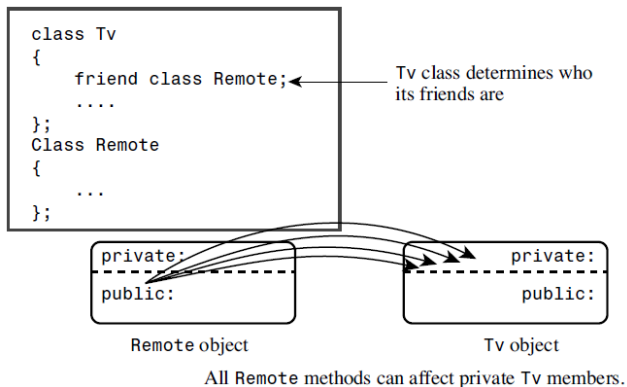 class Tv
{
friend class Remote;
....
};
Class Remote
{
...
};
Tv class determines who
its friends are
private:
public:
private:
public:
Remote object
Tv object
All Remote methods can affect private Tv members.